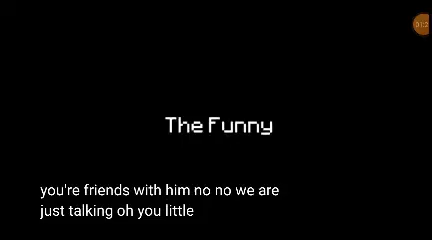 The Funny
you're friends with him no no we are
just talking oh you little